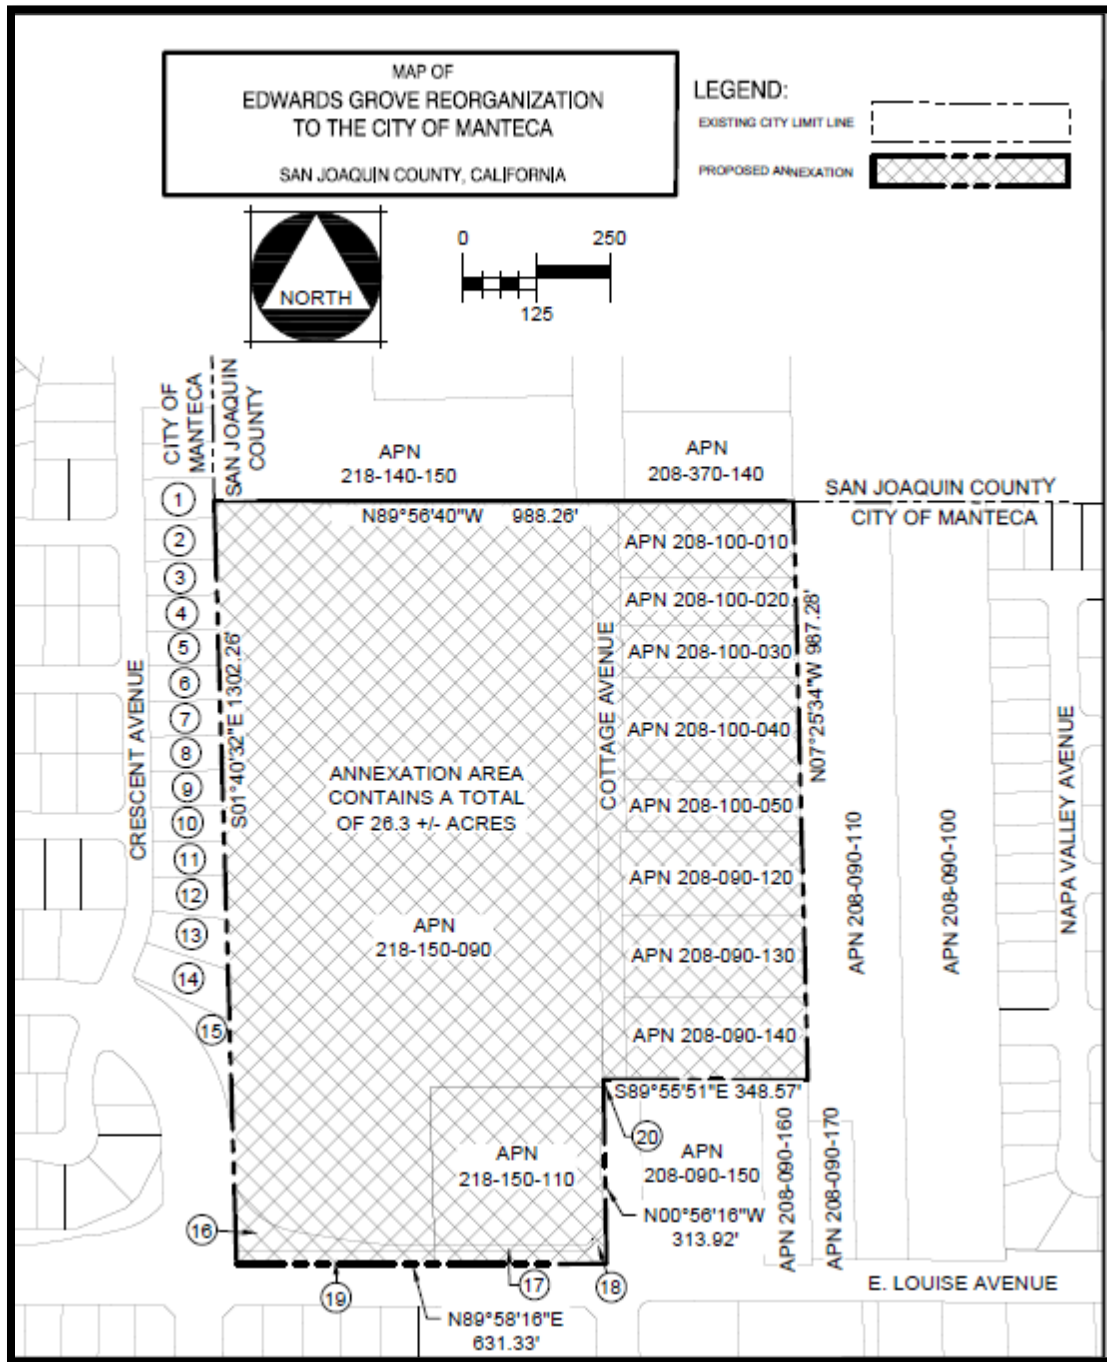 MAP OF
EDWARDS GROVE REORGANIZATION
TO THE CITY OF MANTECA
SAN JOAQUIN COUNTY, CALIFORNIA
LEGEND:
EXISTING CITY LIMIT LINE
PROPOSED ANNEXATION
NORTH
0
250
125
CITY OF
MANTECA
SAN JOAQUIN
COUNTY
APN
218-140-150
APN
208-370-140
SAN JOAQUIN COUNTY
CITY OF MANTECA
N89°56'40"W 988.26'
1
2
3
4
5
6
7
8
9
10
11
12
13
14
15
16
CRESCENT AVENUE
S01°40'32"E 1302.26'
ANNEXATION AREA
CONTAINS A TOTAL
OF 26.3 +/- ACRES
APN
218-150-090
COTTAGE AVENUE
APN 208-100-010
APN 208-100-020
APN 208-100-030
APN 208-100-040
APN 208-100-050
APN 208-090-120
APN 208-090-130
APN 208-090-140
N07°25'34"W 987.28'
APN 208-090-110
APN 208-090-100
NAPA VALLEY AVENUE
S89°55'51"E 348.57'
20
APN
218-150-110
APN
208-090-150
N00°56'16"W
313.92'
APN 208-090-160
APN 208-090-170
E. LOUISE AVENUE
17
18
19
N89°58'16"E
631.33'